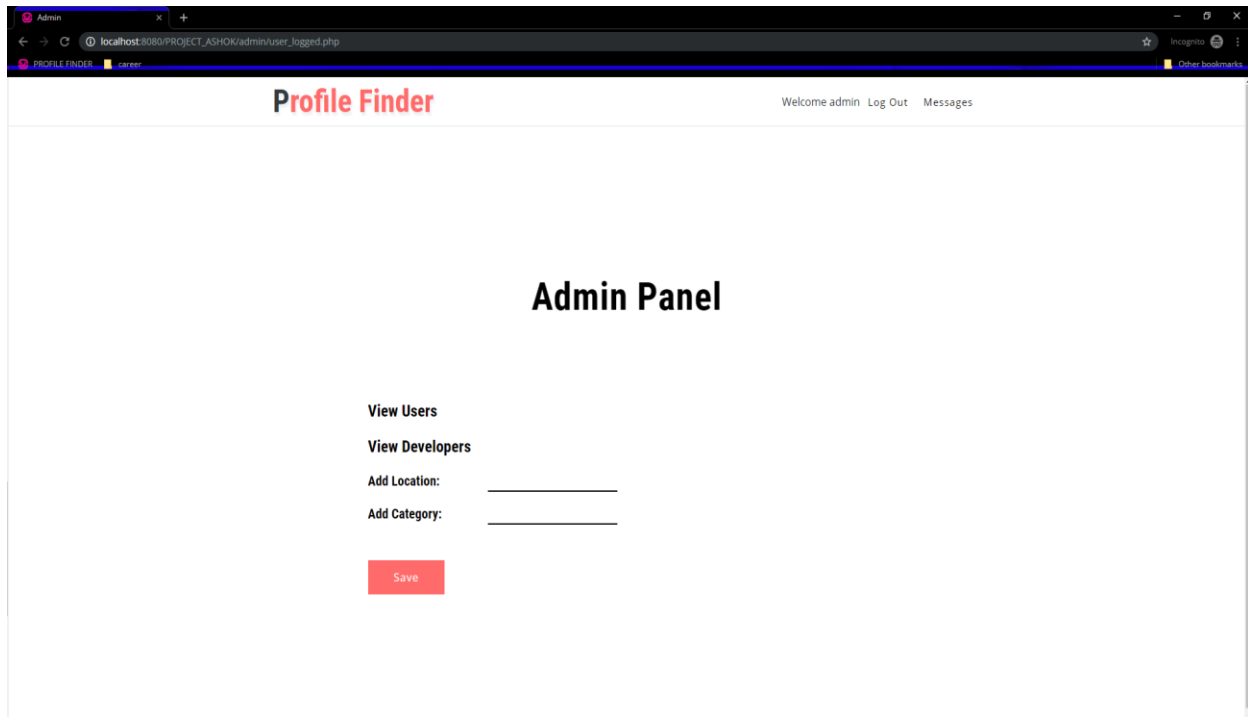 Admin
localhost:8080/PROJECT_ASHOK/admin/user_logged.php
Incognito
PROFILE FINDER career Other bookmarks
Profile Finder Welcome admin Log Out Messages
Admin Panel
View Users
View Developers
Add Location:
Add Category:
Save